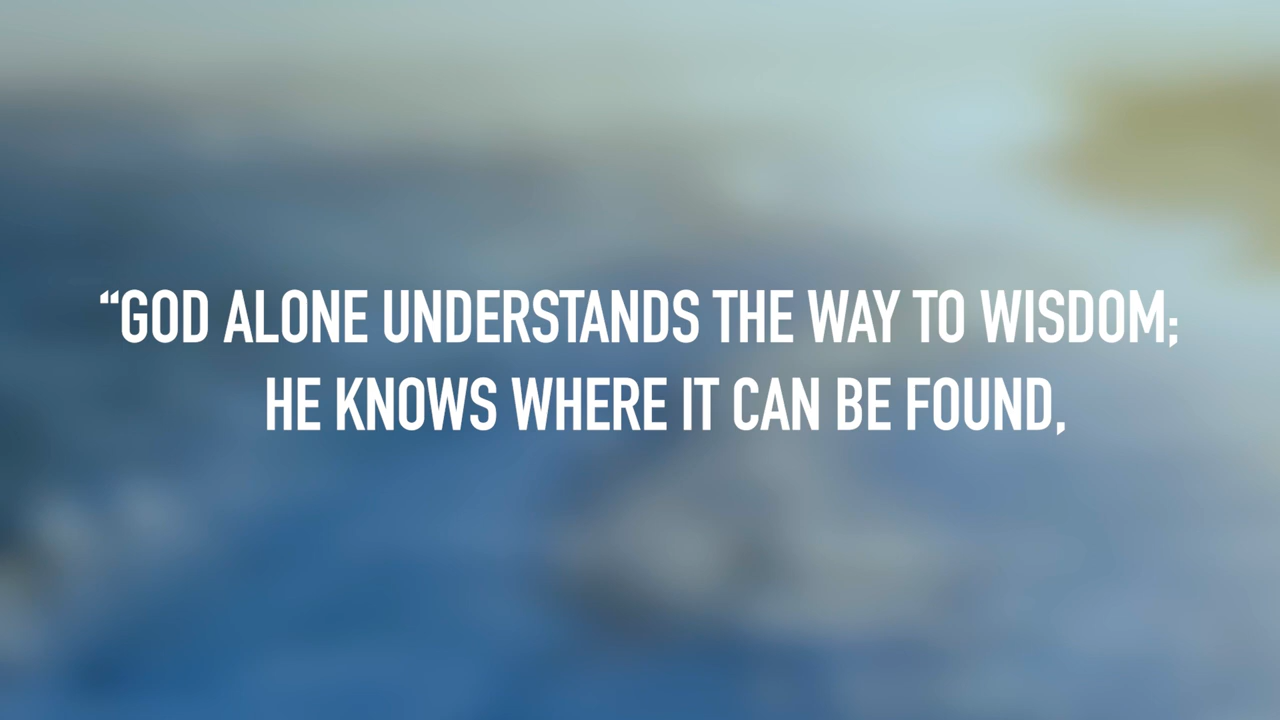 “GOD ALONE UNDERSTANDS THE WAY TO WISDOM;
HE KNOWS WHERE IT CAN BE FOUND,